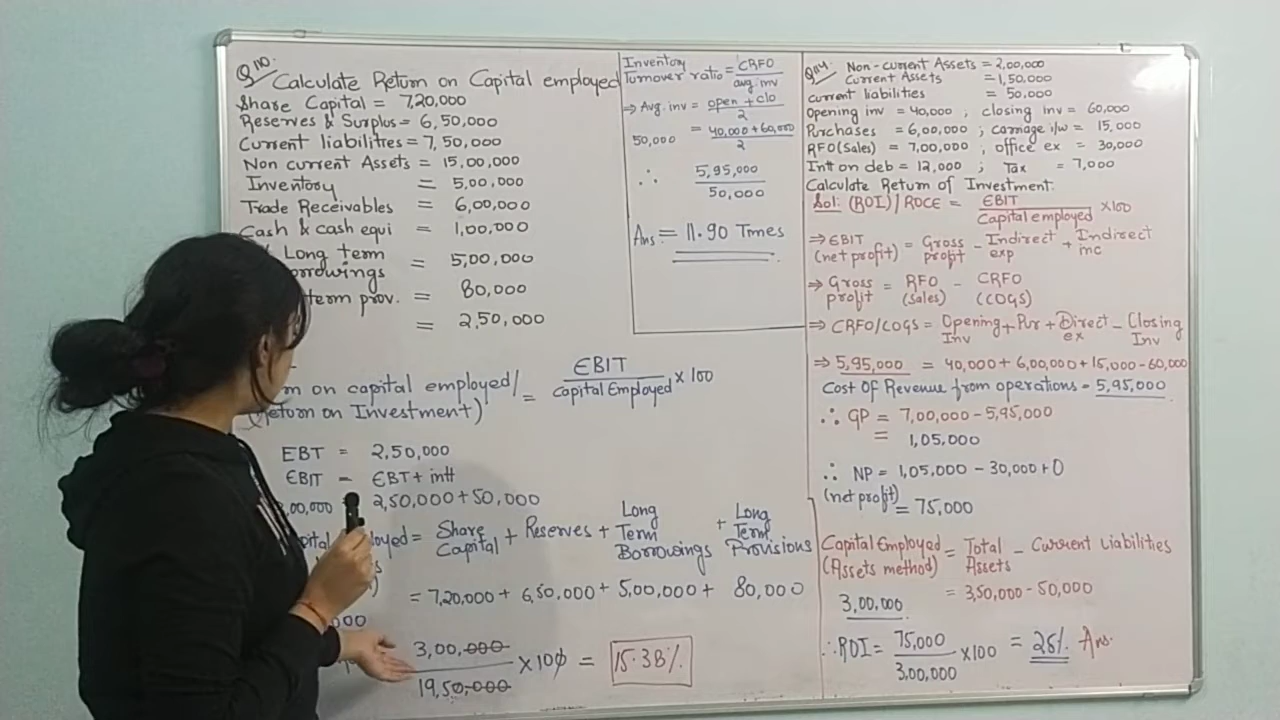 Q110.
Calculate Return on Capital employed
Share Capital = 7,20,000
Reserves & Surplus = 6,50,000
Current liabilities = 7,50,000
Non current Assets = 15,00,000
Inventory = 5,00,000
Trade Receivables = 6,00,000
Cash & cash equi = 1,00,000
Long term
= 5,00,000
term prov. = 80,000
= 2,50,000
on capital employed/
(Return on Investment) = EBIT / Capital Employed × 100
EBT = 2,50,000
EBIT = EBT + intt
2,50,000 + 50,000
= Share Capital + Reserves + Long Term Borrowings + Long Term Provisions
= 7,20,000 + 6,50,000 + 5,00,000 + 80,000
3,00,000 / 19,50,000 × 100 = 15.38%
Inventory
Turnover ratio = CRFO / avg. inv
⇒ Avg. inv = open + clo / 2
50,000 = 40,000 + 60,000 / 2
∴ 5,95,000 / 50,000
Ans = 11.90 Times
Q114 Non-current Assets = 2,00,000
Current Assets = 1,50,000
current liabilities = 50,000
Opening inv = 40,000, closing inv = 60,000
Purchases = 6,00,000; carriage i/w = 15,000
RFO (Sales) = 7,00,000, office ex = 30,000
Intt on deb = 12,000; Tax = 7,000
Calculate Return of Investment.
Sol: (ROI)/ROCE = EBIT / Capital employed × 100
⇒ EBIT (net profit) = Gross profit - Indirect exp + Indirect inc
⇒ Gross profit = RFO (Sales) - CRFO (COGS)
⇒ CRFO/COGS = Opening Inv + Pur + Direct ex - Closing Inv
⇒ 5,95,000 = 40,000 + 6,00,000 + 15,000 - 60,000
Cost Of Revenue from operations = 5,95,000
∴ GP = 7,00,000 - 5,95,000
= 1,05,000
∴ NP = 1,05,000 - 30,000 + 0
(net profit) = 75,000
Capital Employed (Assets method) = Total Assets - Current Liabilities
3,00,000 = 3,50,000 - 50,000
∴ ROI = 75,000 / 3,00,000 × 100 = 25% Ans.